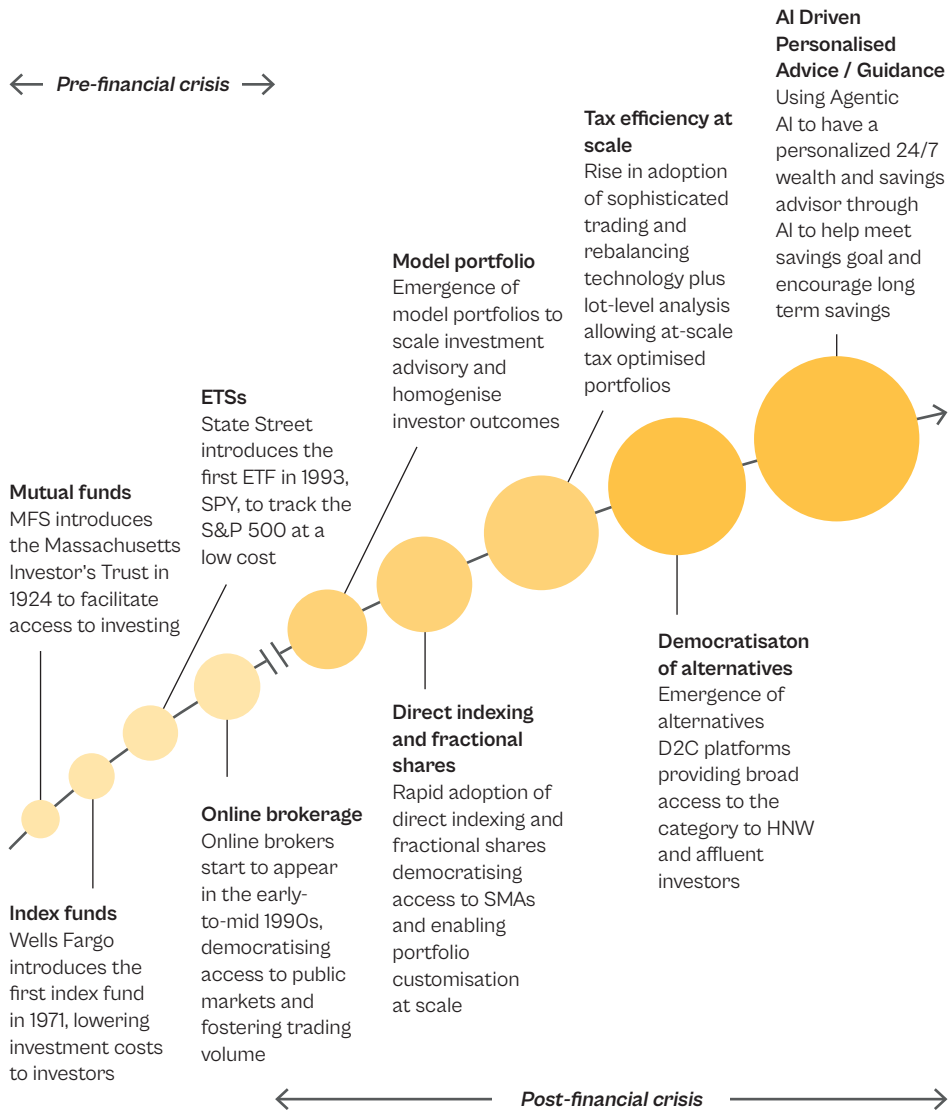 Pre-financial crisis
Mutual funds
MFS introduces
the Massachusetts
Investor's Trust in
1924 to facilitate
access to investing
Index funds
Wells Fargo
introduces the
first index fund
in 1971, lowering
investment costs
to investors
ETSs
State Street
introduces the
first ETF in 1993,
SPY, to track the
S&P 500 at a
low cost
Online brokerage
Online brokers
start to appear
in the early-
to-mid 1990s,
democratising
access to public
markets and
fostering trading
volume
Model portfolio
Emergence of
model portfolios to
scale investment
advisory and
homogenise
investor outcomes
Direct indexing
and fractional
shares
Rapid adoption of
direct indexing and
fractional shares
democratising
access to SMAs
and enabling
portfolio
customisation
at scale
Tax efficiency at
scale
Rise in adoption
of sophisticated
trading and
rebalancing
technology plus
lot-level analysis
allowing at-scale
tax optimised
portfolios
Democratisaton
of alternatives
Emergence of
alternatives
D2C platforms
providing broad
access to the
category to HNW
and affluent
investors
AI Driven
Personalised
Advice / Guidance
Using Agentic
AI to have a
personalized 24/7
wealth and savings
advisor through
AI to help meet
savings goal and
encourage long
term savings
Post-financial crisis